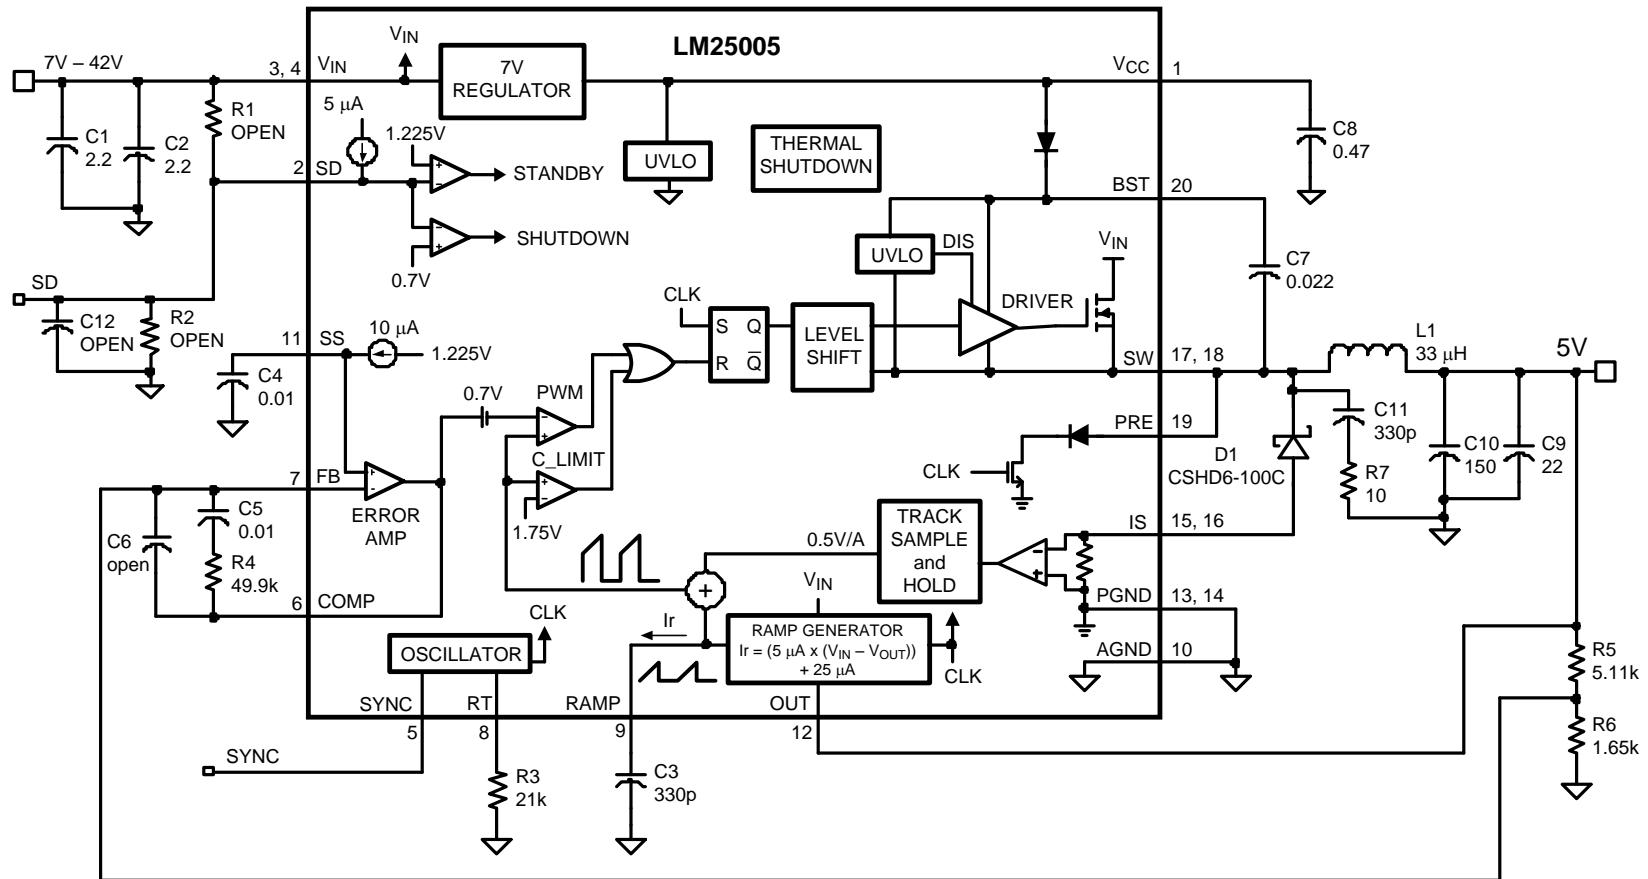 LM25005
7V – 42V
3, 4
VIN
VIN
7V
REGULATOR
VCC
1
R1
OPEN
C1
2.2
C2
2.2
5 µA
1.225V
STANDBY
2
SD
SHUTDOWN
0.7V
UVLO
THERMAL
SHUTDOWN
C8
0.47
BST
20
UVLO
DIS
VIN
DRIVER
C7
0.022
SD
C12
OPEN
R2
OPEN
CLK
S
Q
R
Q
LEVEL
SHIFT
SW
17, 18
L1
33 µH
5V
11
SS
10 µA
1.225V
C4
0.01
0.7V
PWM
C_LIMIT
1.75V
PRE
19
CLK
D1
CSHD6-100C
C11
330p
R7
10
C10
150
C9
22
7
FB
ERROR
AMP
C5
0.01
C6
open
R4
49.9k
6
COMP
0.5V/A
TRACK
SAMPLE
and
HOLD
IS
15, 16
PGND
13, 14
AGND
10
OSCILLATOR
CLK
Ir
VIN
RAMP GENERATOR
Ir = (5 µA x (VIN – VOUT))
+ 25 µA
CLK
SYNC
5
RT
8
RAMP
9
OUT
12
SYNC
R3
21k
C3
330p
R5
5.11k
R6
1.65k